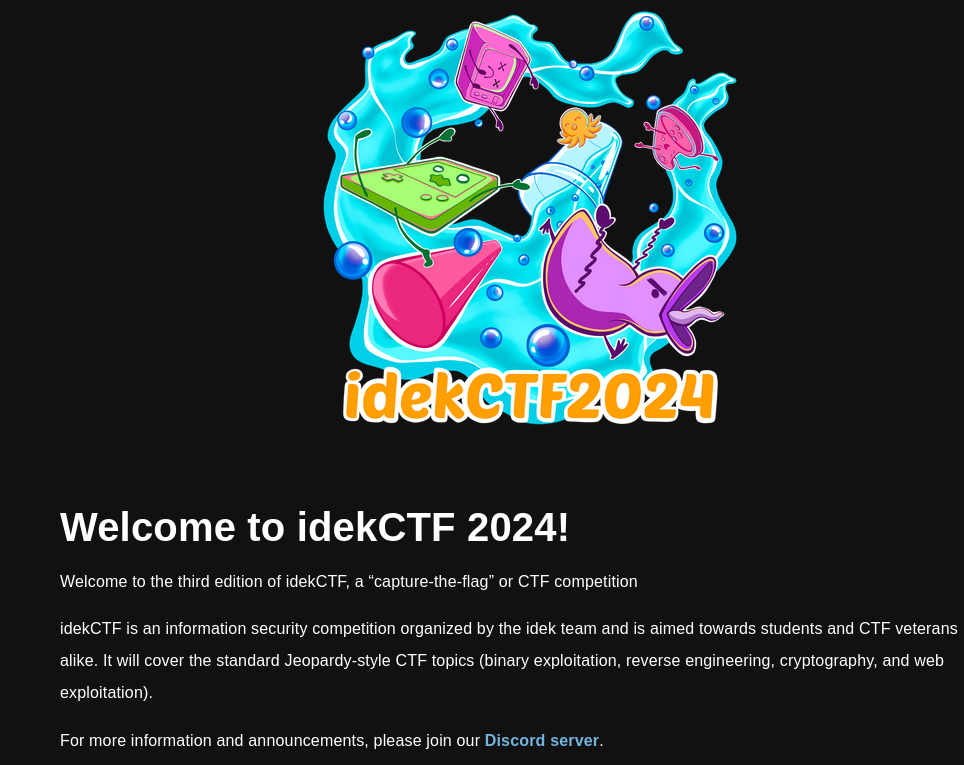 idekCTF2024
Welcome to idekCTF 2024!
Welcome to the third edition of idekCTF, a “capture-the-flag” or CTF competition
idekCTF is an information security competition organized by the idek team and is aimed towards students and CTF veterans
alike. It will cover the standard Jeopardy-style CTF topics (binary exploitation, reverse engineering, cryptography, and web
exploitation).
For more information and announcements, please join our Discord server.